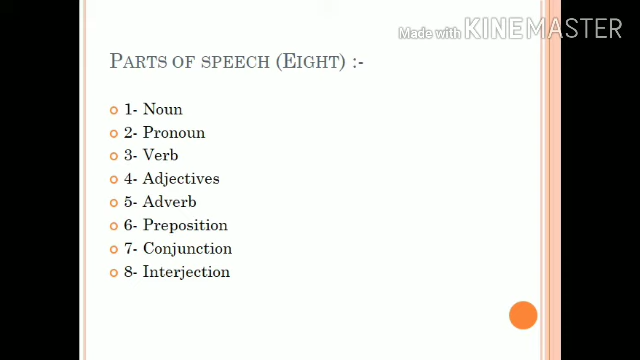 Made with KINEMASTER
PARTS OF SPEECH (EIGHT) :-
1- Noun
2- Pronoun
3- Verb
4- Adjectives
5- Adverb
6- Preposition
7- Conjunction
8- Interjection